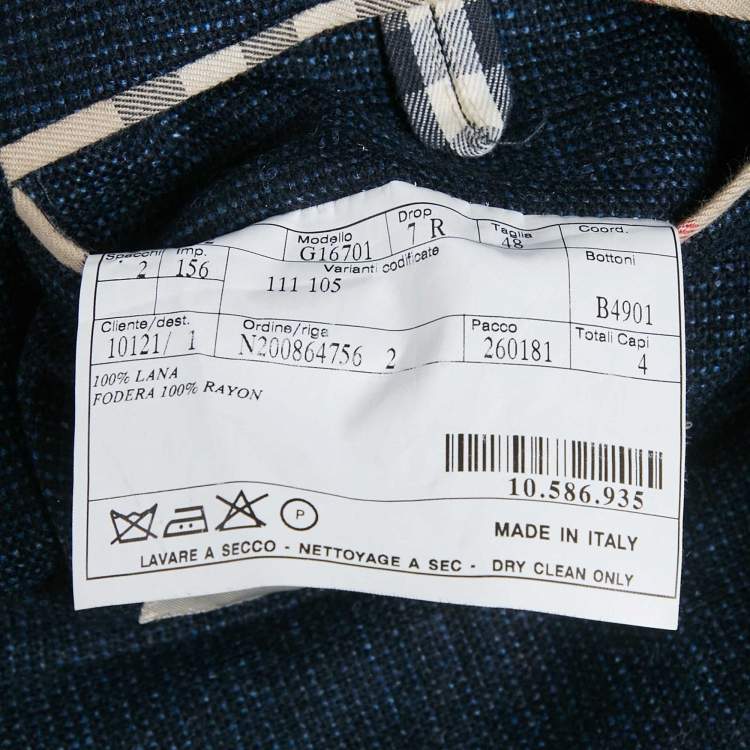 Modello Drop Taglia Coord.
G16701 7 R 48
Spacchi Imp. Varianti codificate Bottoni
2 156 111 105 B4901
Cliente/dest. Ordine/riga Pacco Totali Capi
10121/ 1 N200864756 2 260181 4
100% LANA
FODERA 100% RAYON
10.586.935
P
MADE IN ITALY
LAVARE A SECCO - NETTOYAGE A SEC - DRY CLEAN ONLY